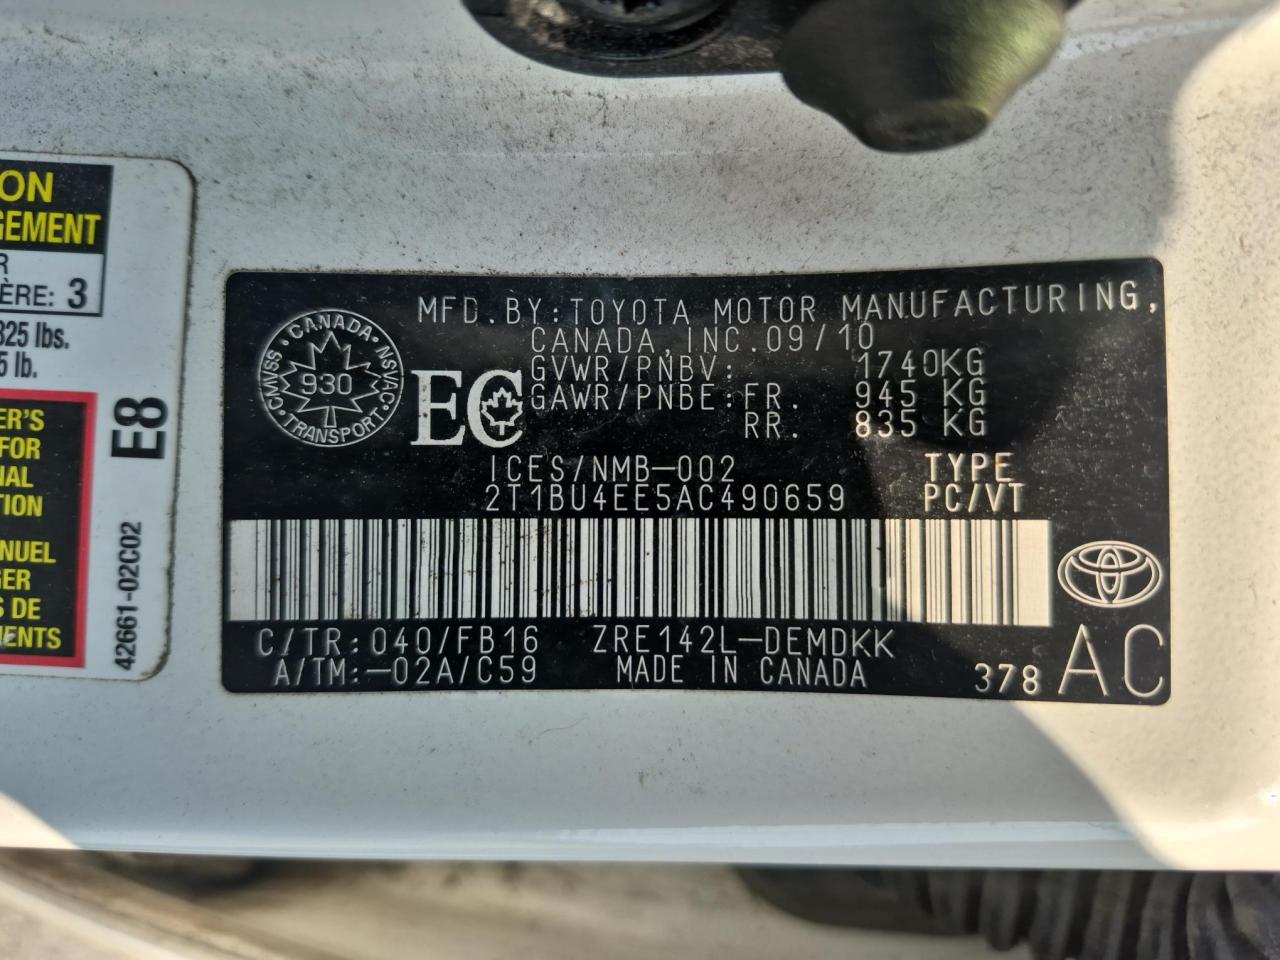 ON
GEMENT
R
ÈRE: 3
325 lbs.
5 lb.
ER'S
FOR
NAL
TION
NUEL
GER
S DE
MENTS
E8
42661-02C02
MFD. BY: TOYOTA MOTOR MANUFACTURING,
CANADA, INC. 09/10
GVWR/PNBV: 1740KG
GAWR/PNBE: FR. 945 KG
RR. 835 KG
CANADA
CMVSS NSVAC
930
TRANSPORT
EC
ICES/NMB-002 TYPE
2T1BU4EE5AC490659 PC/VT
C/TR: 040/FB16 ZRE142L-DEMDKK
A/TM:-02A/C59 MADE IN CANADA 378 AC